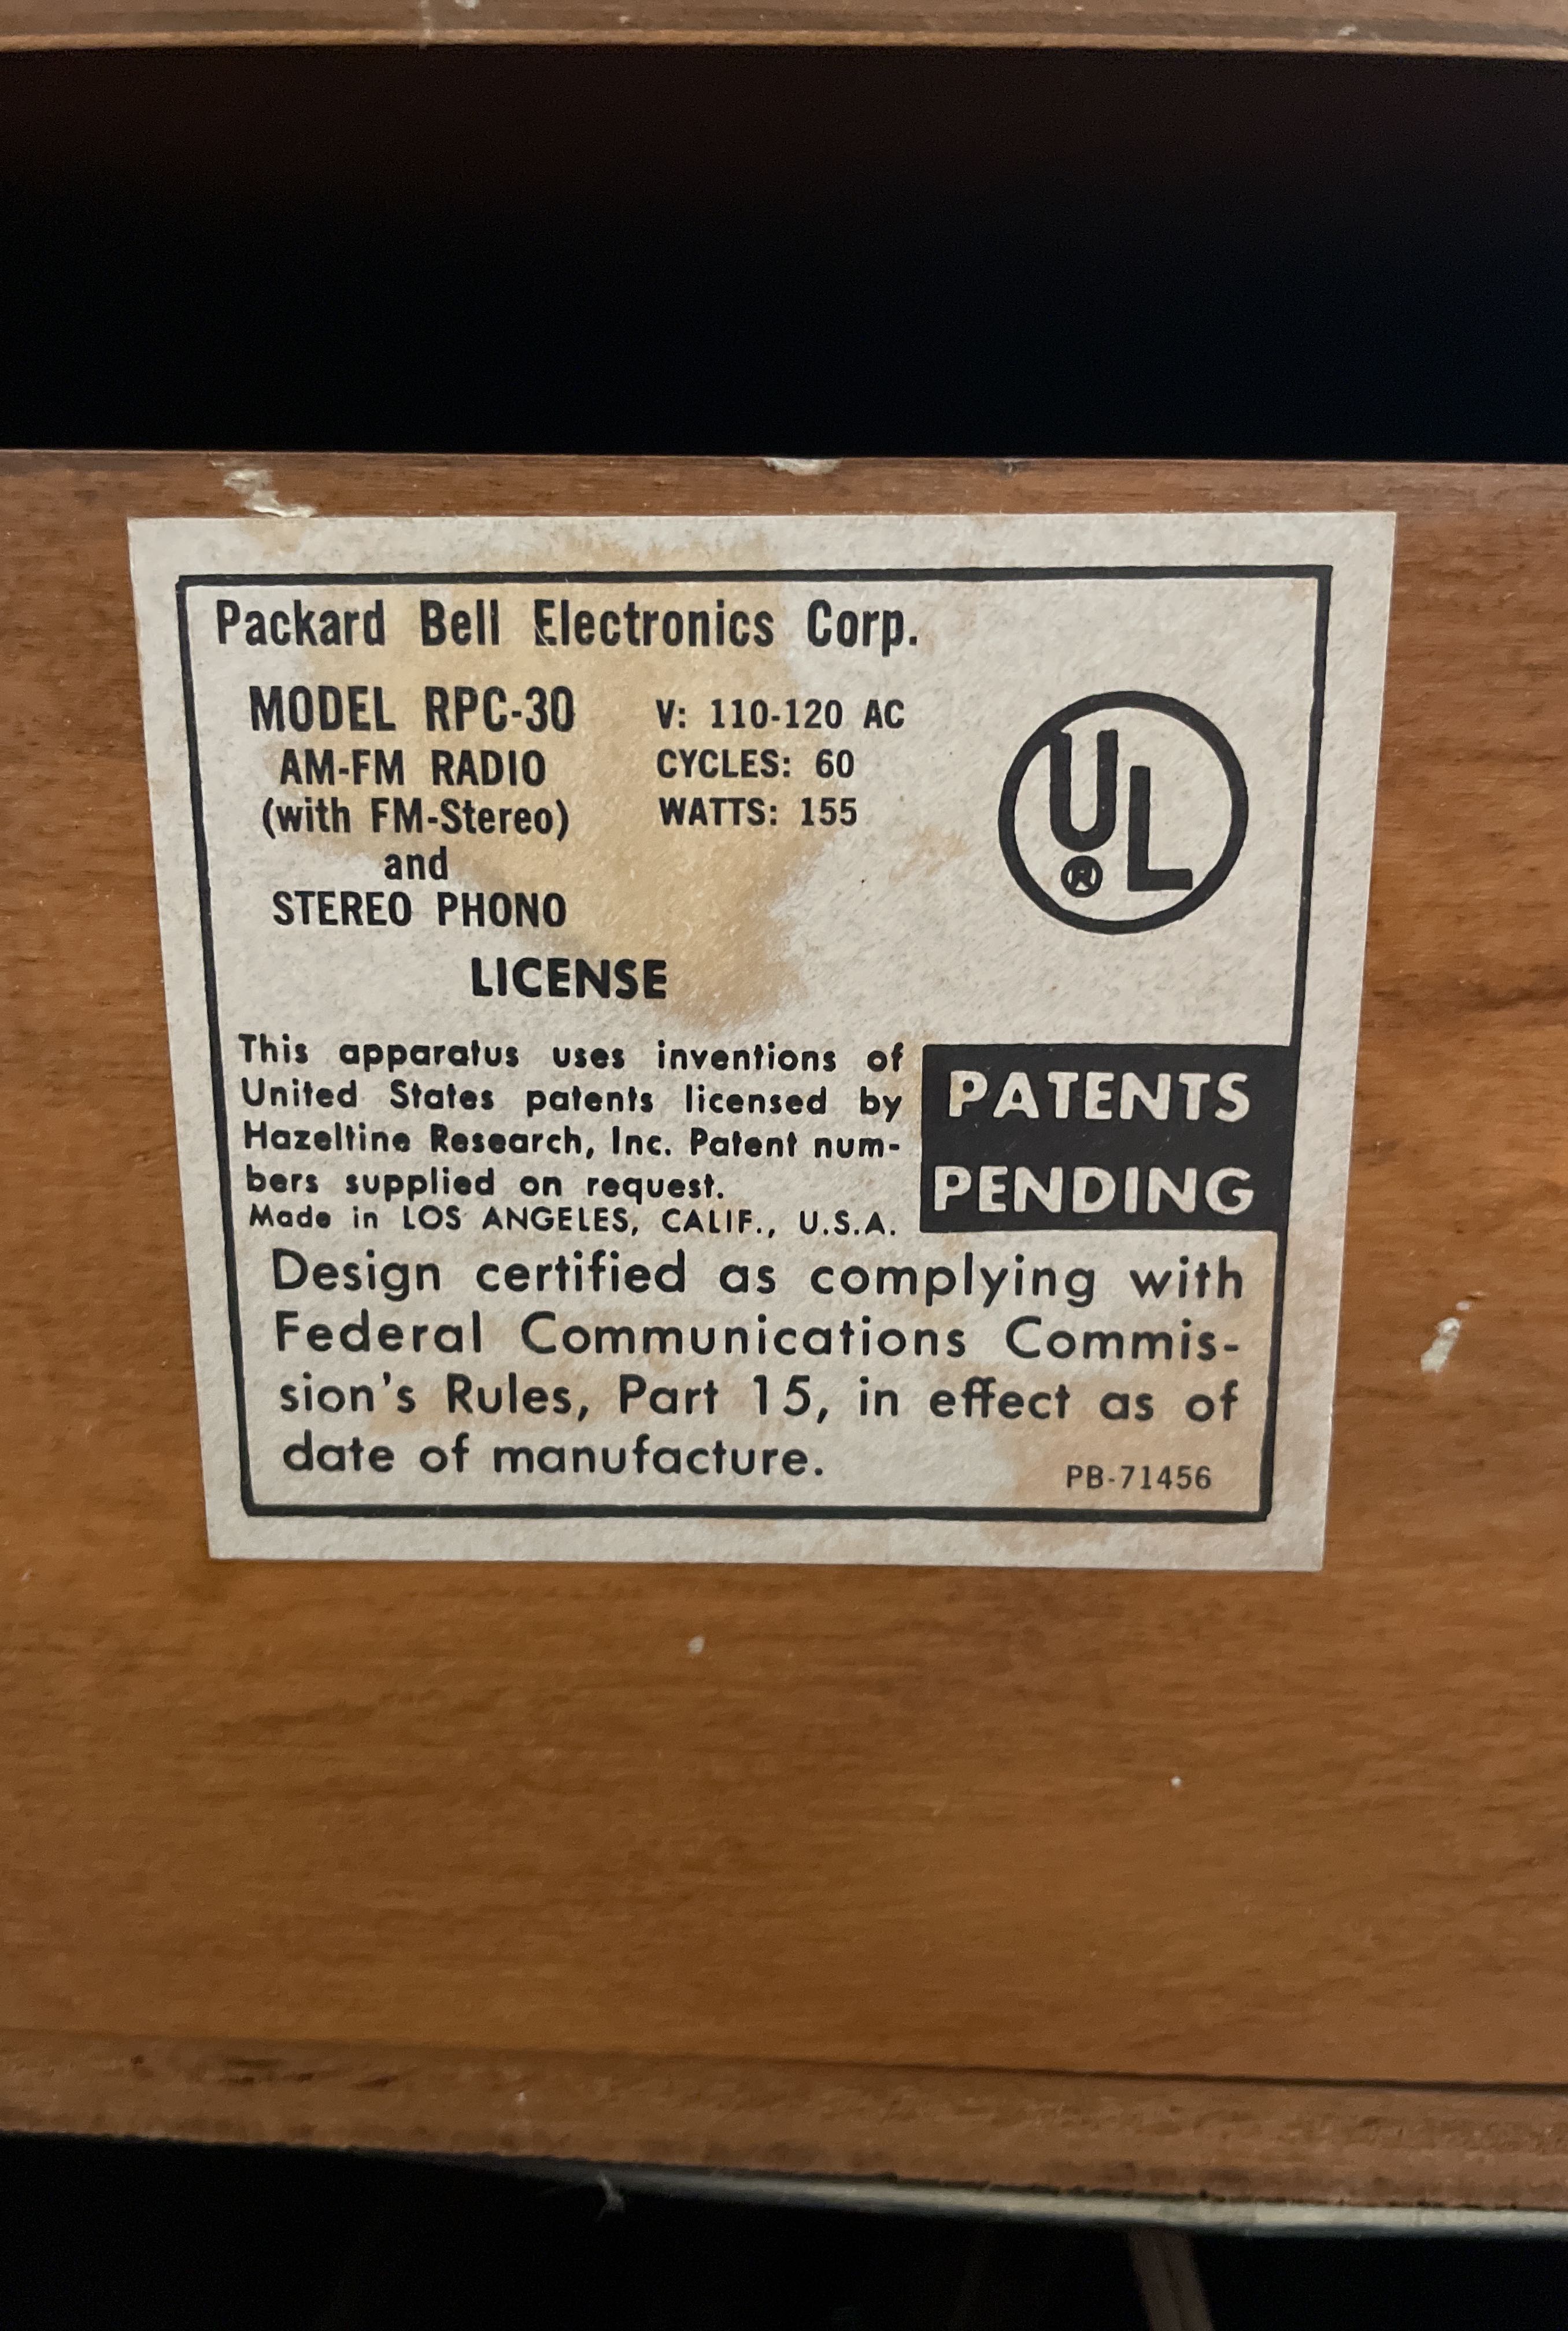 Packard Bell Electronics Corp.
MODEL RPC-30
AM-FM RADIO
(with FM-Stereo)
and
STEREO PHONO
V: 110-120 AC
CYCLES: 60
WATTS: 155
UL
®
LICENSE
This apparatus uses inventions of
United States patents licensed by
Hazeltine Research, Inc. Patent num-
bers supplied on request.
Made in LOS ANGELES, CALIF., U.S.A.
PATENTS
PENDING
Design certified as complying with
Federal Communications Commis-
sion's Rules, Part 15, in effect as of
date of manufacture.
PB-71456